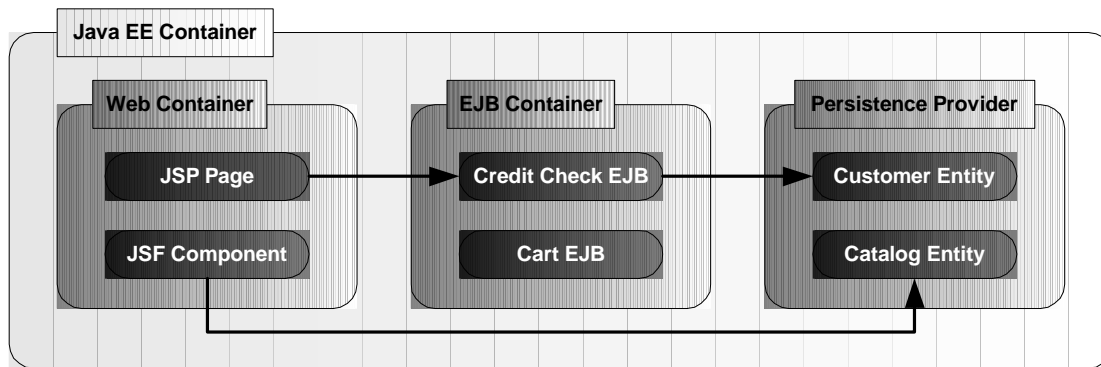 Java EE Container
Web Container
EJB Container
Persistence Provider
JSP Page
Credit Check EJB
Customer Entity
JSF Component
Cart EJB
Catalog Entity